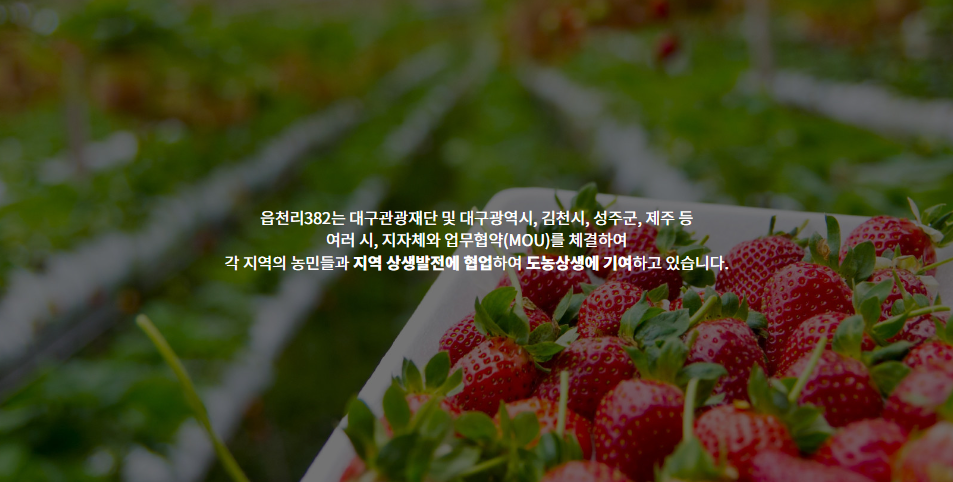 읍천리382는 대구관광재단 및 대구광역시, 김천시, 성주군, 제주 등
여러 시, 지자체와 업무협약(MOU)를 체결하여
각 지역의 농민들과 지역 상생발전에 협업하여 도농상생에 기여하고 있습니다.